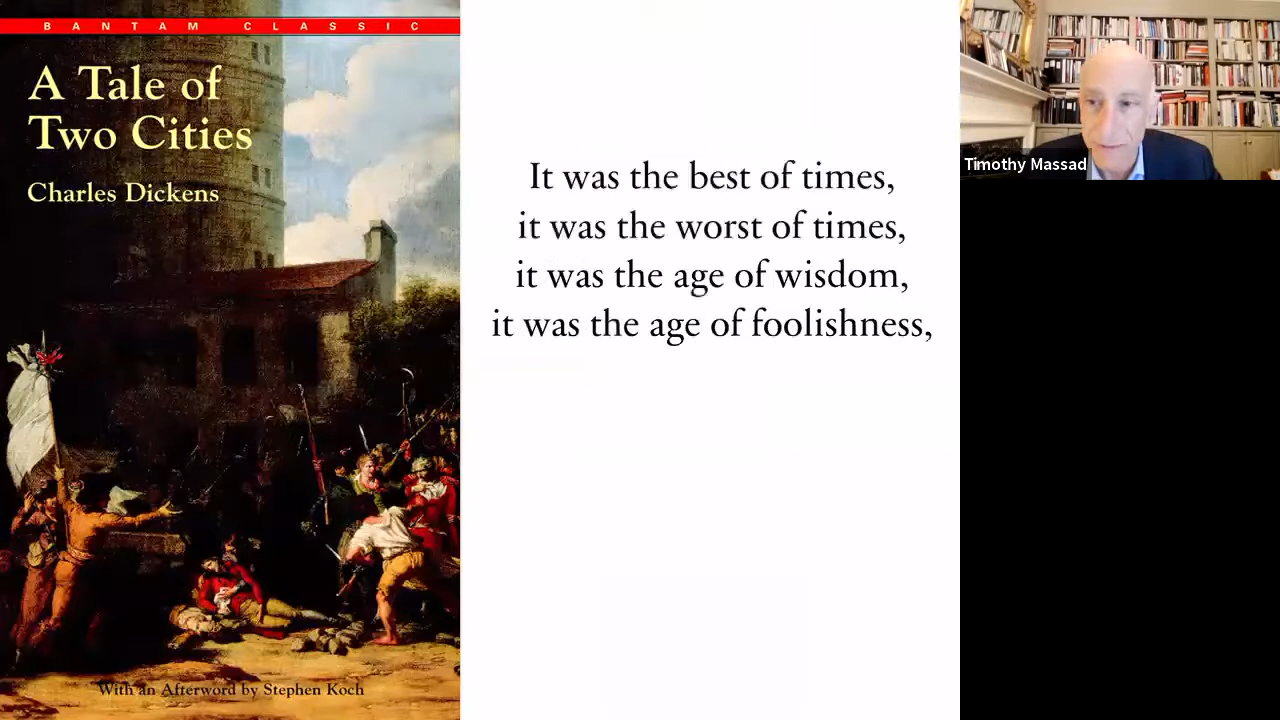 BANTAM CLASSIC
A Tale of
Two Cities
Charles Dickens
With an Afterword by Stephen Koch
It was the best of times,
it was the worst of times,
it was the age of wisdom,
it was the age of foolishness,
Timothy Massad